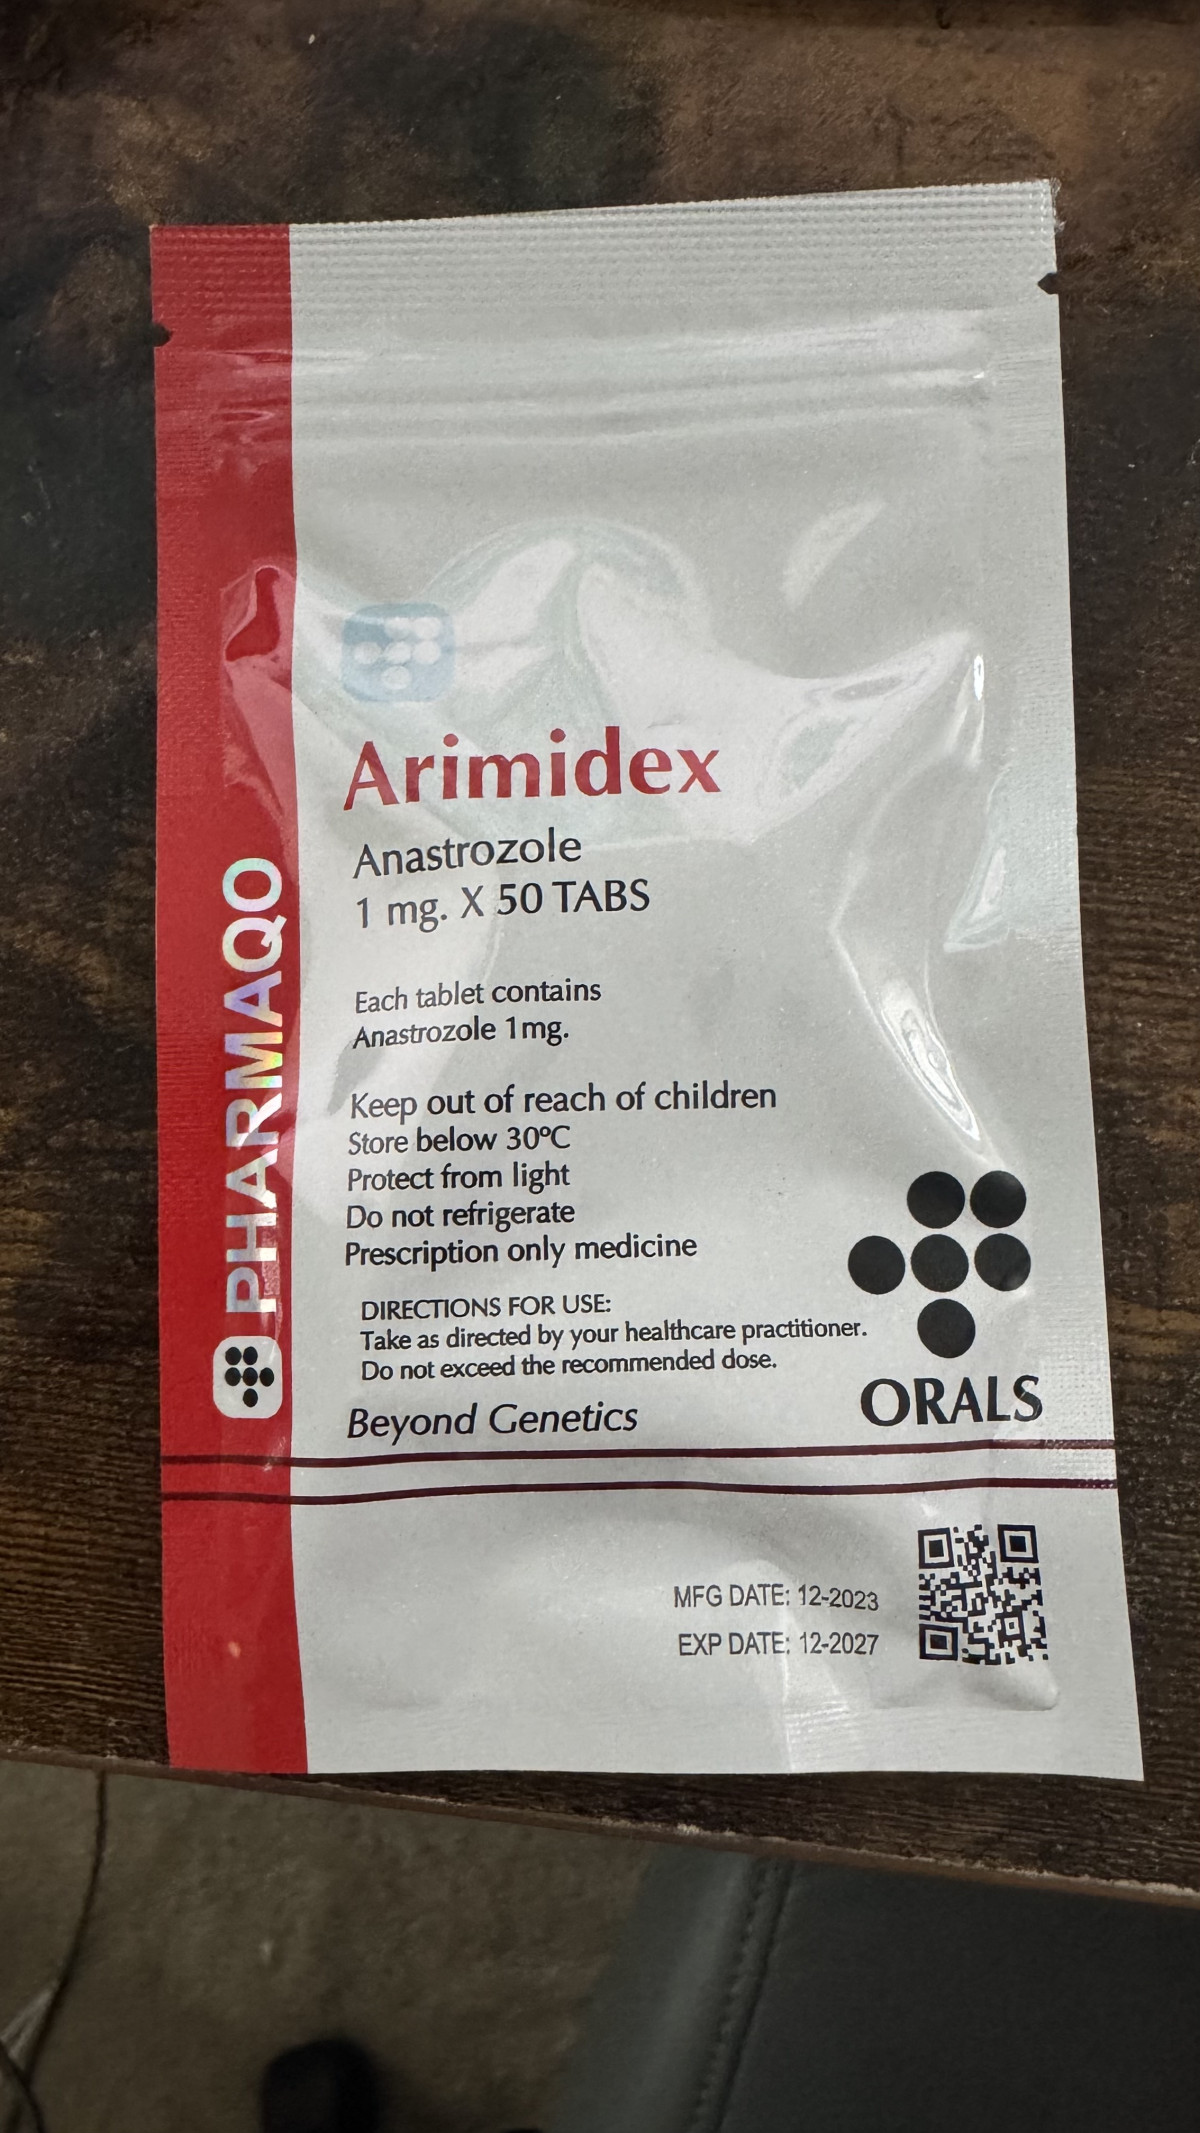 PHARMAQO
Arimidex
Anastrozole
1 mg. X 50 TABS
Each tablet contains
Anastrozole 1mg.
Keep out of reach of children
Store below 30ºC
Protect from light
Do not refrigerate
Prescription only medicine
DIRECTIONS FOR USE:
Take as directed by your healthcare practitioner.
Do not exceed the recommended dose.
Beyond Genetics
ORALS
MFG DATE: 12-2023
EXP DATE: 12-2027